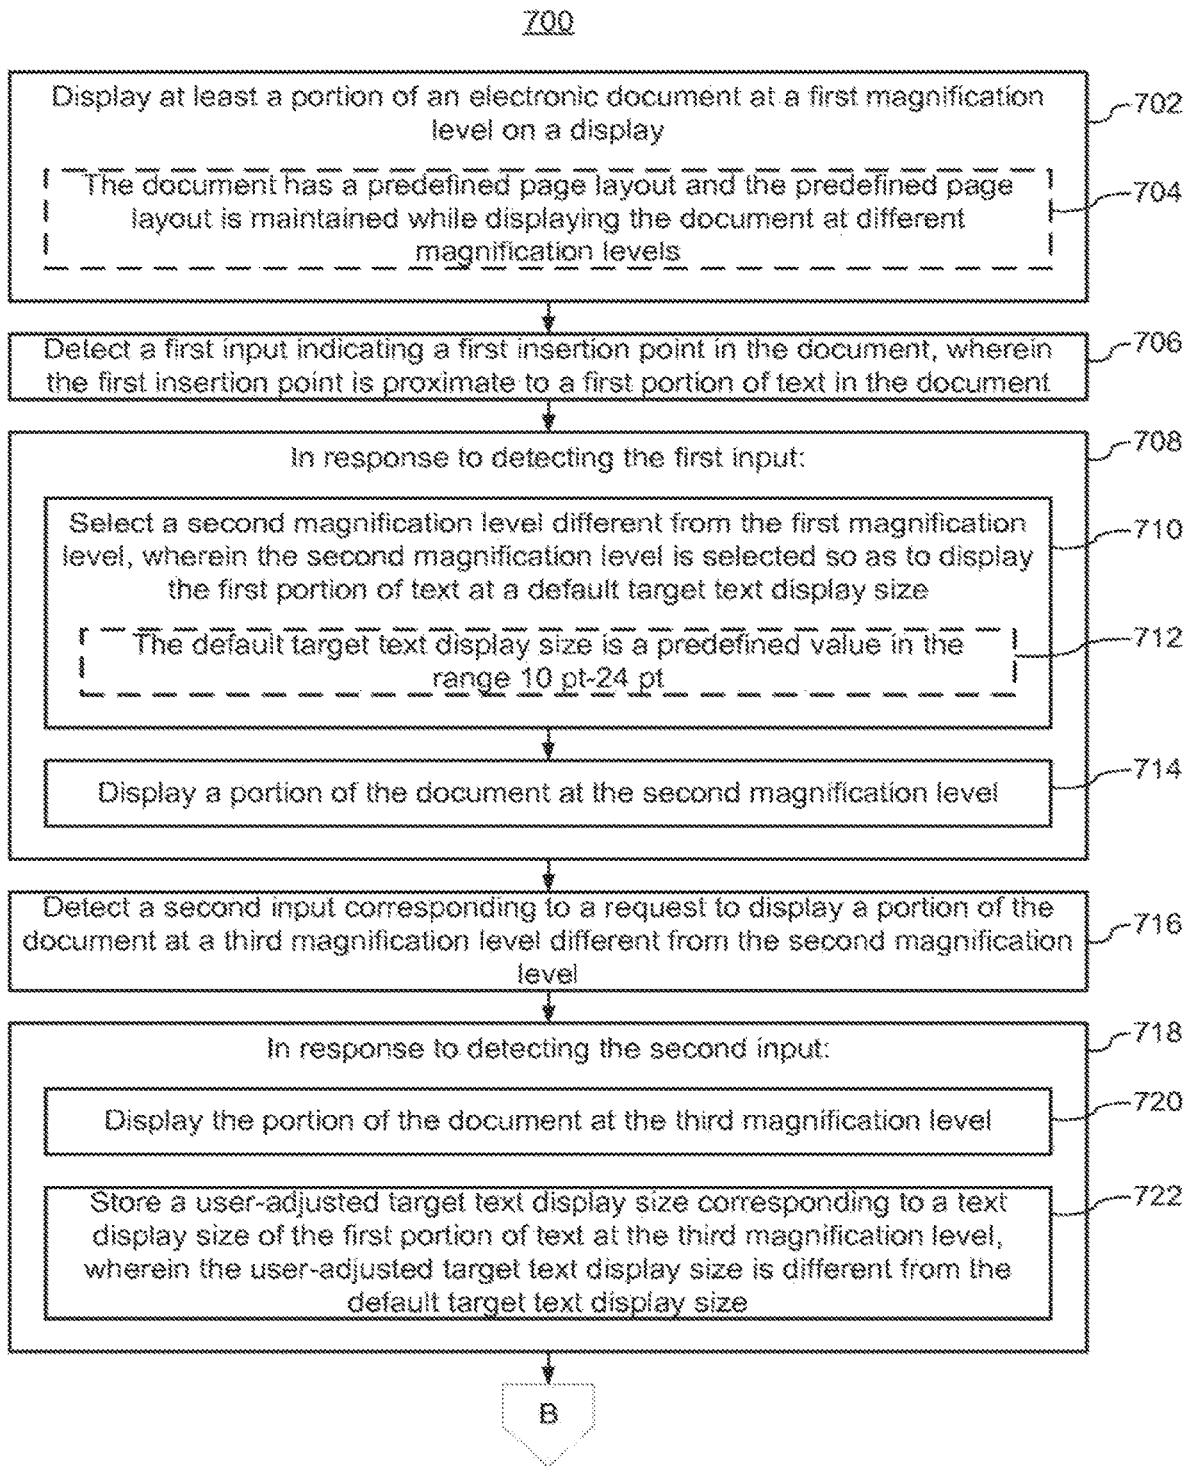 700
Display at least a portion of an electronic document at a first magnification
level on a display
702
The document has a predefined page layout and the predefined page
layout is maintained while displaying the document at different
magnification levels
704
Detect a first input indicating a first insertion point in the document, wherein
the first insertion point is proximate to a first portion of text in the document
706
In response to detecting the first input:
708
Select a second magnification level different from the first magnification
level, wherein the second magnification level is selected so as to display
the first portion of text at a default target text display size
710
The default target text display size is a predefined value in the
range 10 pt-24 pt
712
Display a portion of the document at the second magnification level
714
Detect a second input corresponding to a request to display a portion of the
document at a third magnification level different from the second magnification
level
716
In response to detecting the second input:
718
Display the portion of the document at the third magnification level
720
Store a user-adjusted target text display size corresponding to a text
display size of the first portion of text at the third magnification level,
wherein the user-adjusted target text display size is different from the
default target text display size
722
B